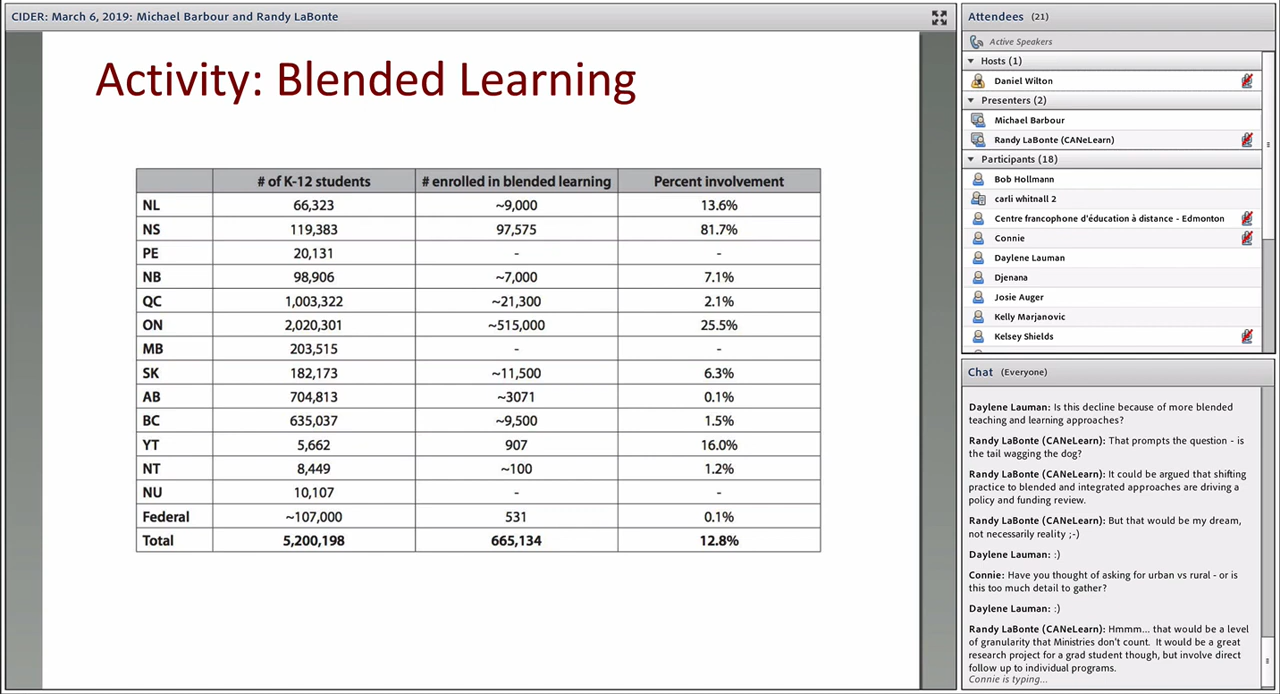 CIDER: March 6, 2019: Michael Barbour and Randy LaBonte
Activity: Blended Learning
# of K-12 students # enrolled in blended learning Percent involvement
NL 66,323 ~9,000 13.6%
NS 119,383 97,575 81.7%
PE 20,131 - -
NB 98,906 ~7,000 7.1%
QC 1,003,322 ~21,300 2.1%
ON 2,020,301 ~515,000 25.5%
MB 203,515 - -
SK 182,173 ~11,500 6.3%
AB 704,813 ~3071 0.1%
BC 635,037 ~9,500 1.5%
YT 5,662 907 16.0%
NT 8,449 ~100 1.2%
NU 10,107 - -
Federal ~107,000 531 0.1%
Total 5,200,198 665,134 12.8%
Attendees (21)
Active Speakers
Hosts (1)
Daniel Wilton
Presenters (2)
Michael Barbour
Randy LaBonte (CANeLearn)
Participants (18)
Bob Hollmann
carli whitnall 2
Centre francophone d'éducation à distance - Edmonton
Connie
Daylene Lauman
Djenana
Josie Auger
Kelly Marjanovic
Kelsey Shields
Chat (Everyone)
Daylene Lauman: Is this decline because of more blended
teaching and learning approaches?
Randy LaBonte (CANeLearn): That prompts the question - is
the tail wagging the dog?
Randy LaBonte (CANeLearn): It could be argued that shifting
practice to blended and integrated approaches are driving a
policy and funding review.
Randy LaBonte (CANeLearn): But that would be my dream,
not necessarily reality ;-)
Daylene Lauman: :)
Connie: Have you thought of asking for urban vs rural - or is
this too much detail to gather?
Daylene Lauman: :)
Randy LaBonte (CANeLearn): Hmmm... that would be a level
of granularity that Ministries don't count. It would be a great
research project for a grad student though, but involve direct
follow up to individual programs.
Connie is typing...